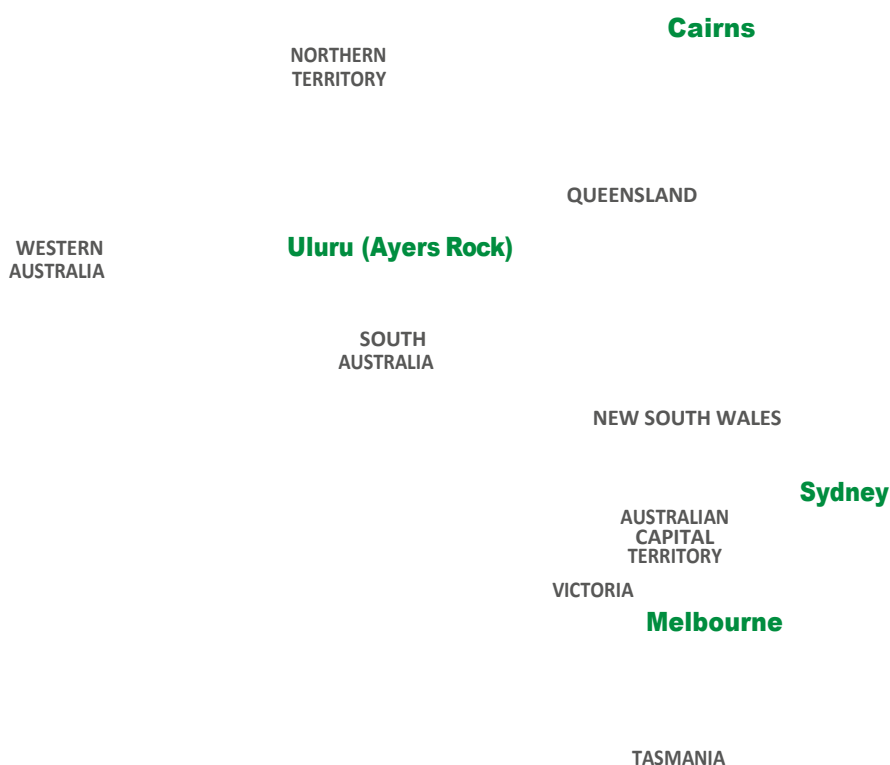 Cairns
NORTHERN
TERRITORY
QUEENSLAND
WESTERN
AUSTRALIA
Uluru (Ayers Rock)
SOUTH
AUSTRALIA
NEW SOUTH WALES
Sydney
AUSTRALIAN
CAPITAL
TERRITORY
VICTORIA
Melbourne
TASMANIA